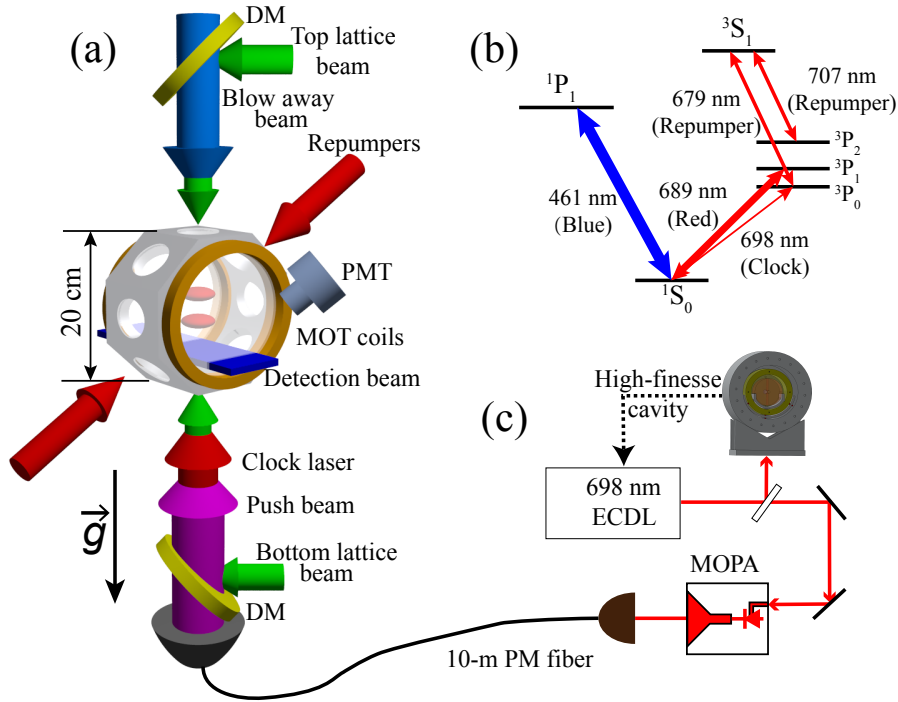 (a)
DM
Top lattice
beam
Blow away
beam
Repumpers
20 cm
PMT
MOT coils
Detection beam
Clock laser
Push beam
g
Bottom lattice
beam
DM
(b)
³S₁
¹P₁
707 nm
(Repumper)
679 nm
(Repumper)
³P₂
³P₁
³P₀
461 nm
(Blue)
689 nm
(Red)
698 nm
(Clock)
¹S₀
(c)
High-finesse
cavity
698 nm
ECDL
MOPA
10-m PM fiber